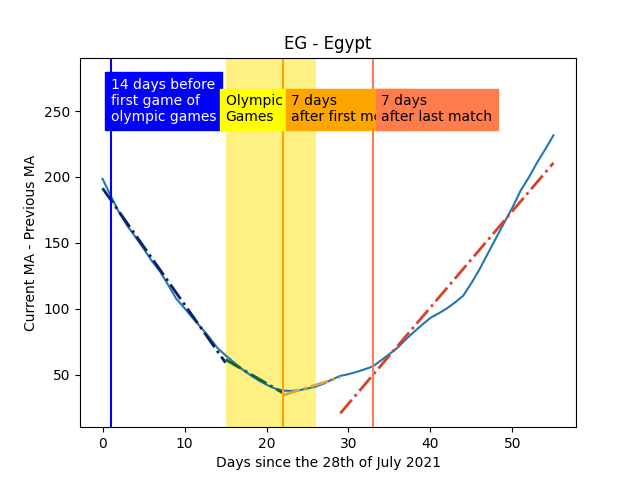 EG - Egypt
14 days before
first game of
olympic games
Olympic
Games
7 days
after first
7 days
after last match
Current MA - Previous MA
250
200
150
100
50
0
10
20
30
40
50
Days since the 28th of July 2021